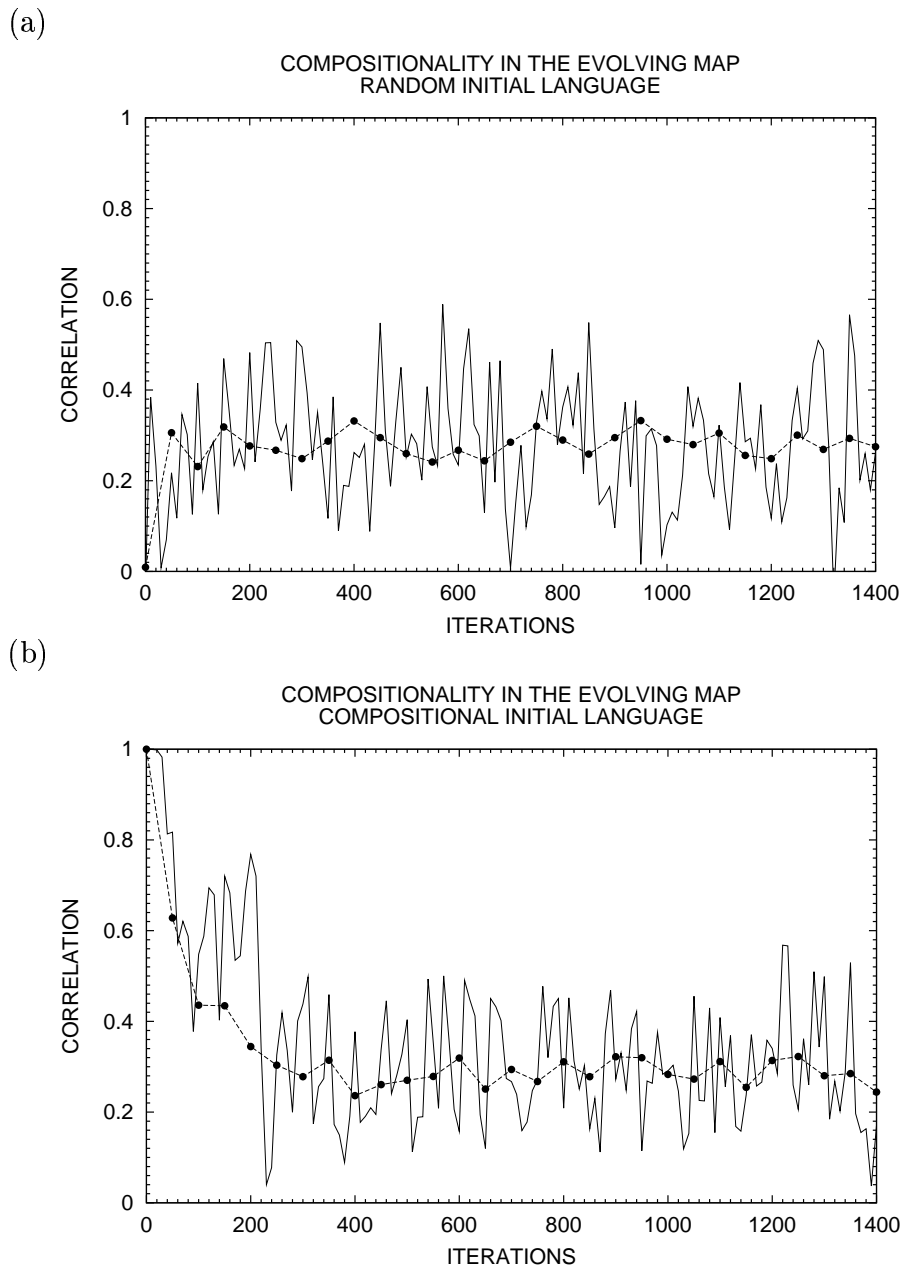 (a)
COMPOSITIONALITY IN THE EVOLVING MAP
RANDOM INITIAL LANGUAGE
1
0.8
0.6
0.4
0.2
0
CORRELATION
0 200 400 600 800 1000 1200 1400
ITERATIONS
(b)
COMPOSITIONALITY IN THE EVOLVING MAP
COMPOSITIONAL INITIAL LANGUAGE
1
0.8
0.6
0.4
0.2
0
CORRELATION
0 200 400 600 800 1000 1200 1400
ITERATIONS